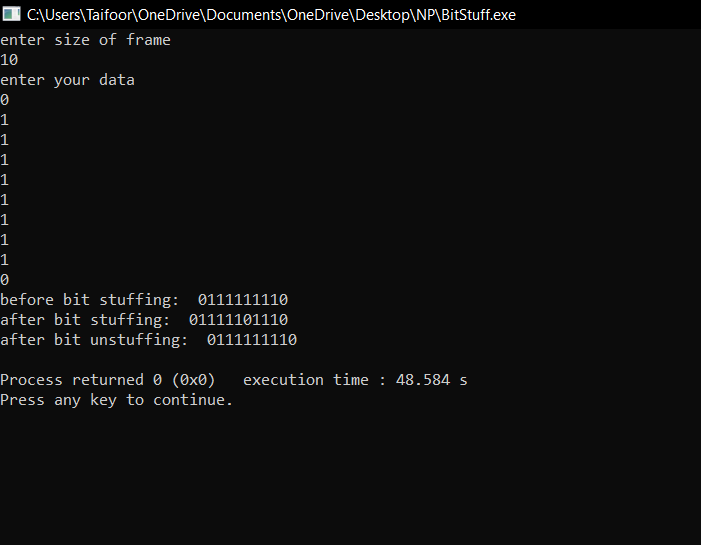 C:\Users\Taifoor\OneDrive\Documents\OneDrive\Desktop\NP\BitStuff.exe
enter size of frame
10
enter your data
0
1
1
1
1
1
1
1
1
0
before bit stuffing:  0111111110
after bit stuffing:  01111101110
after bit unstuffing:  0111111110
Process returned 0 (0x0)   execution time : 48.584 s
Press any key to continue.